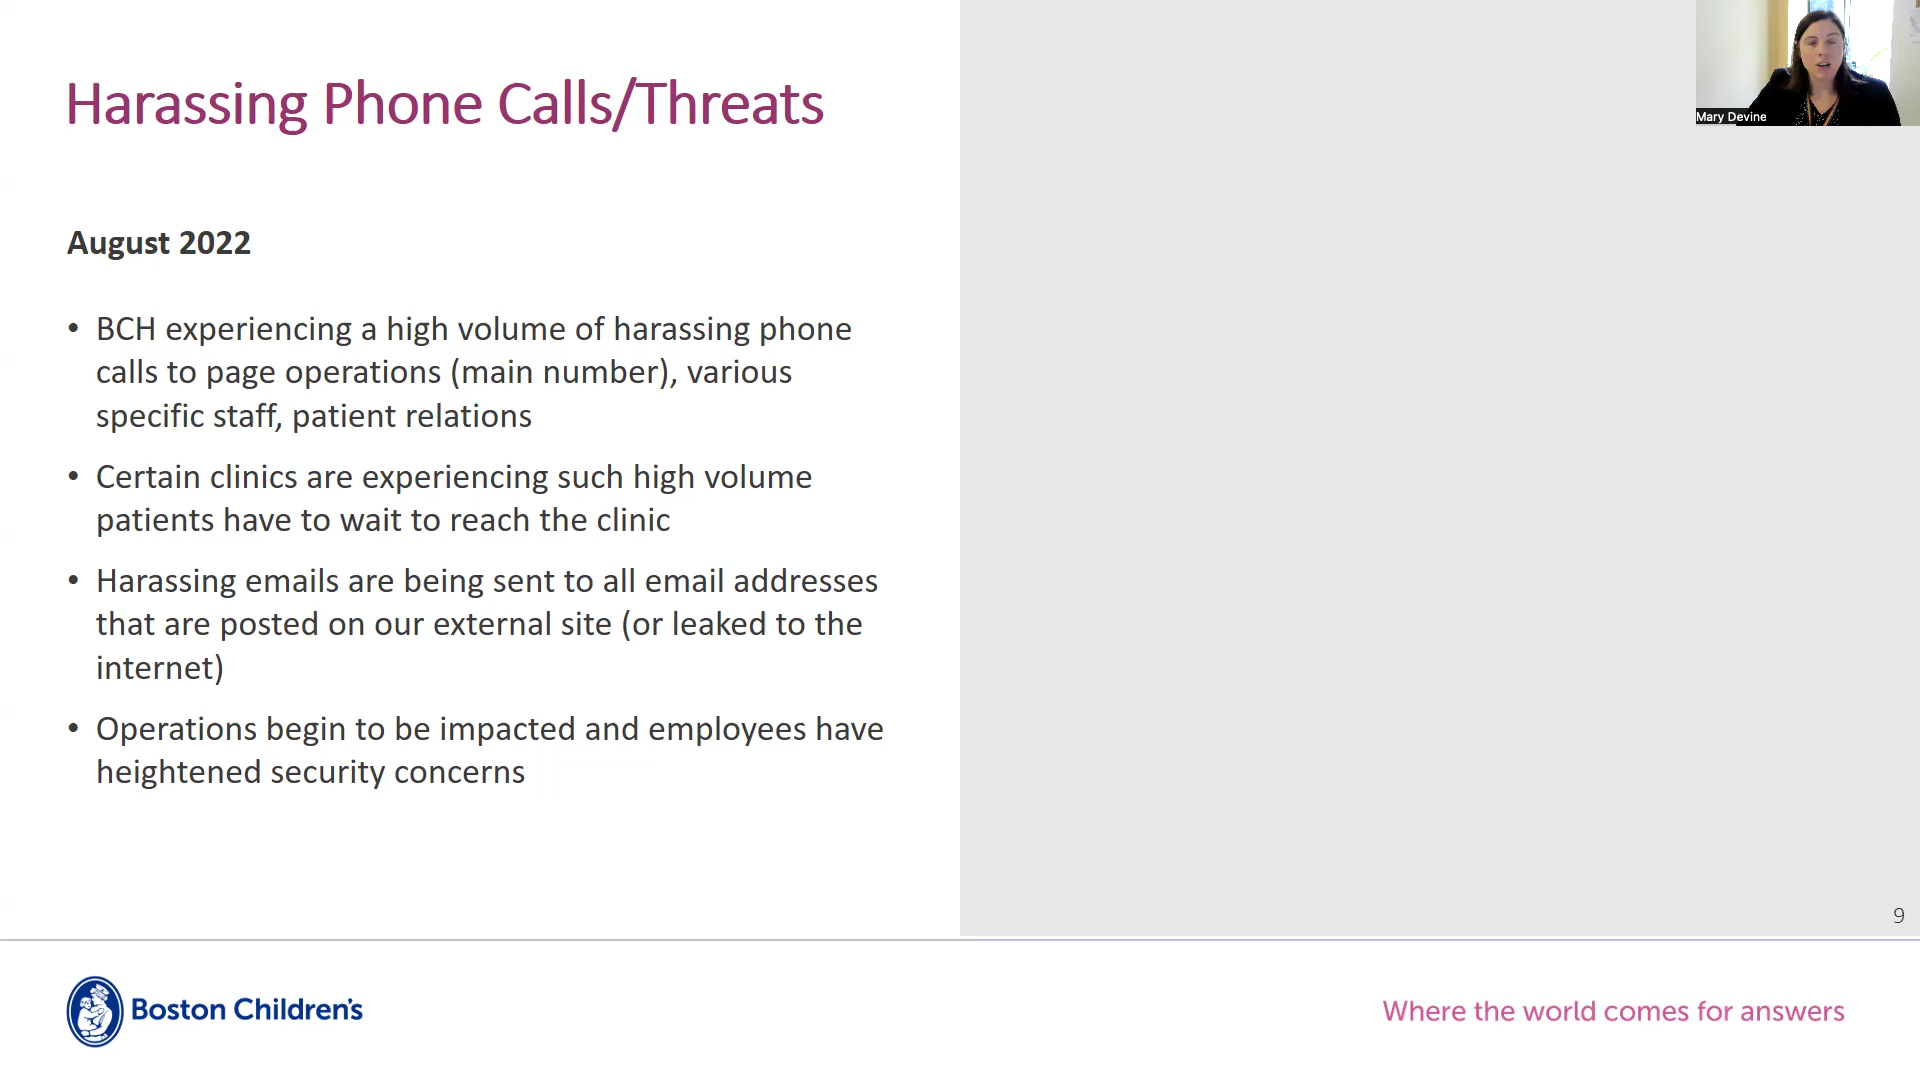 Harassing Phone Calls/Threats
Mary Devine
August 2022
• BCH experiencing a high volume of harassing phone
calls to page operations (main number), various
specific staff, patient relations
• Certain clinics are experiencing such high volume
patients have to wait to reach the clinic
• Harassing emails are being sent to all email addresses
that are posted on our external site (or leaked to the
internet)
• Operations begin to be impacted and employees have
heightened security concerns
9
Boston Children's
Where the world comes for answers